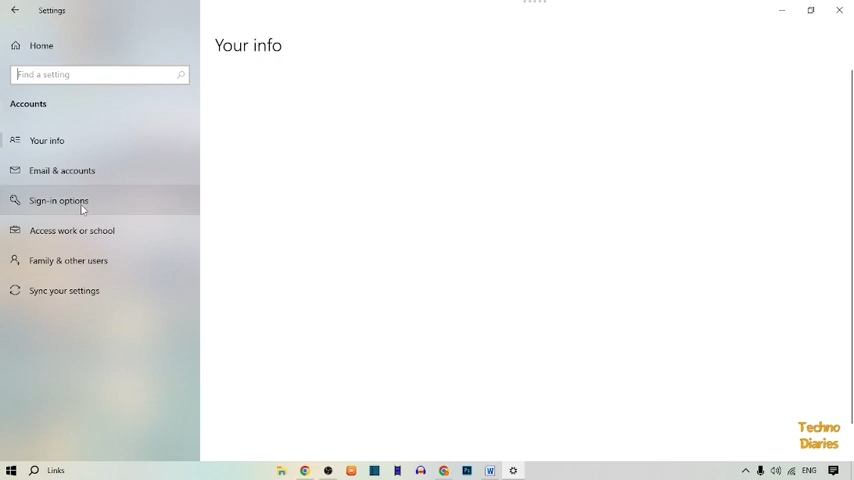 Settings
Home
Your info
Find a setting
Accounts
Your info
Email & accounts
Sign-in options
Access work or school
Family & other users
Sync your settings
Techno
Diaries
Links
W
ENG